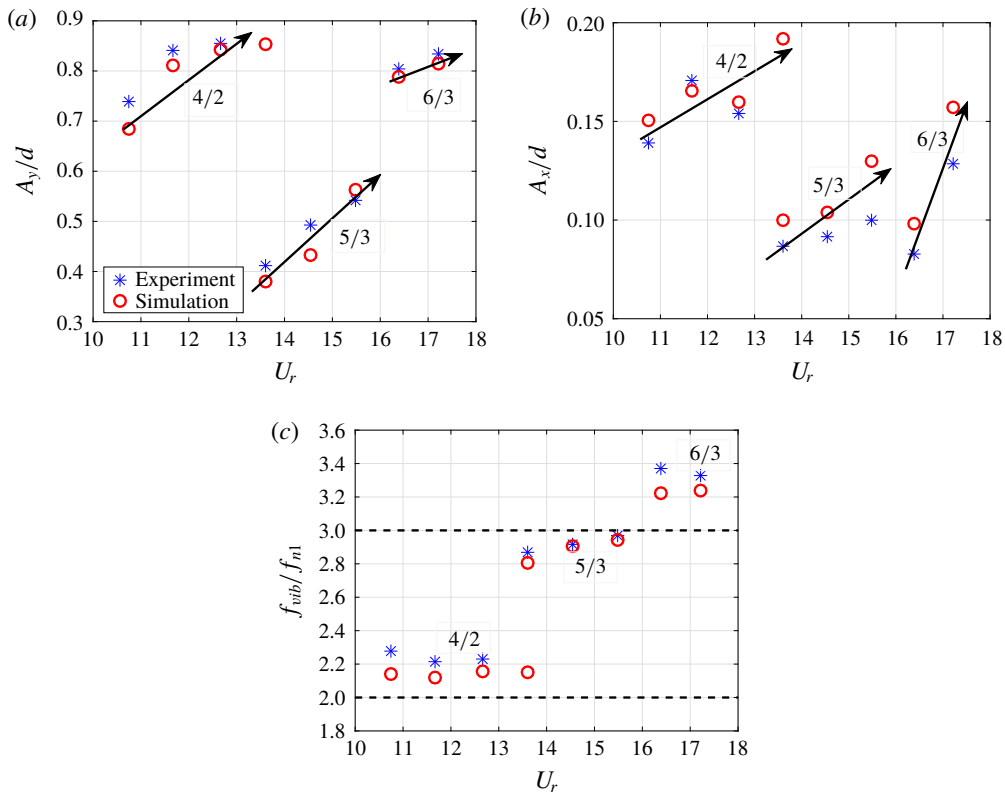 (a)
0.9
0.8
0.7
0.6
0.5
0.4
0.3
A_y/d
4/2
6/3
5/3
Experiment
Simulation
10 11 12 13 14 15 16 17 18
U_r
(b)
0.20
0.15
0.10
0.05
A_x/d
4/2
6/3
5/3
10 11 12 13 14 15 16 17 18
U_r
(c)
3.6
3.4
3.2
3.0
2.8
2.6
2.4
2.2
2.0
1.8
f_{vib}/f_{n1}
6/3
5/3
4/2
10 11 12 13 14 15 16 17 18
U_r